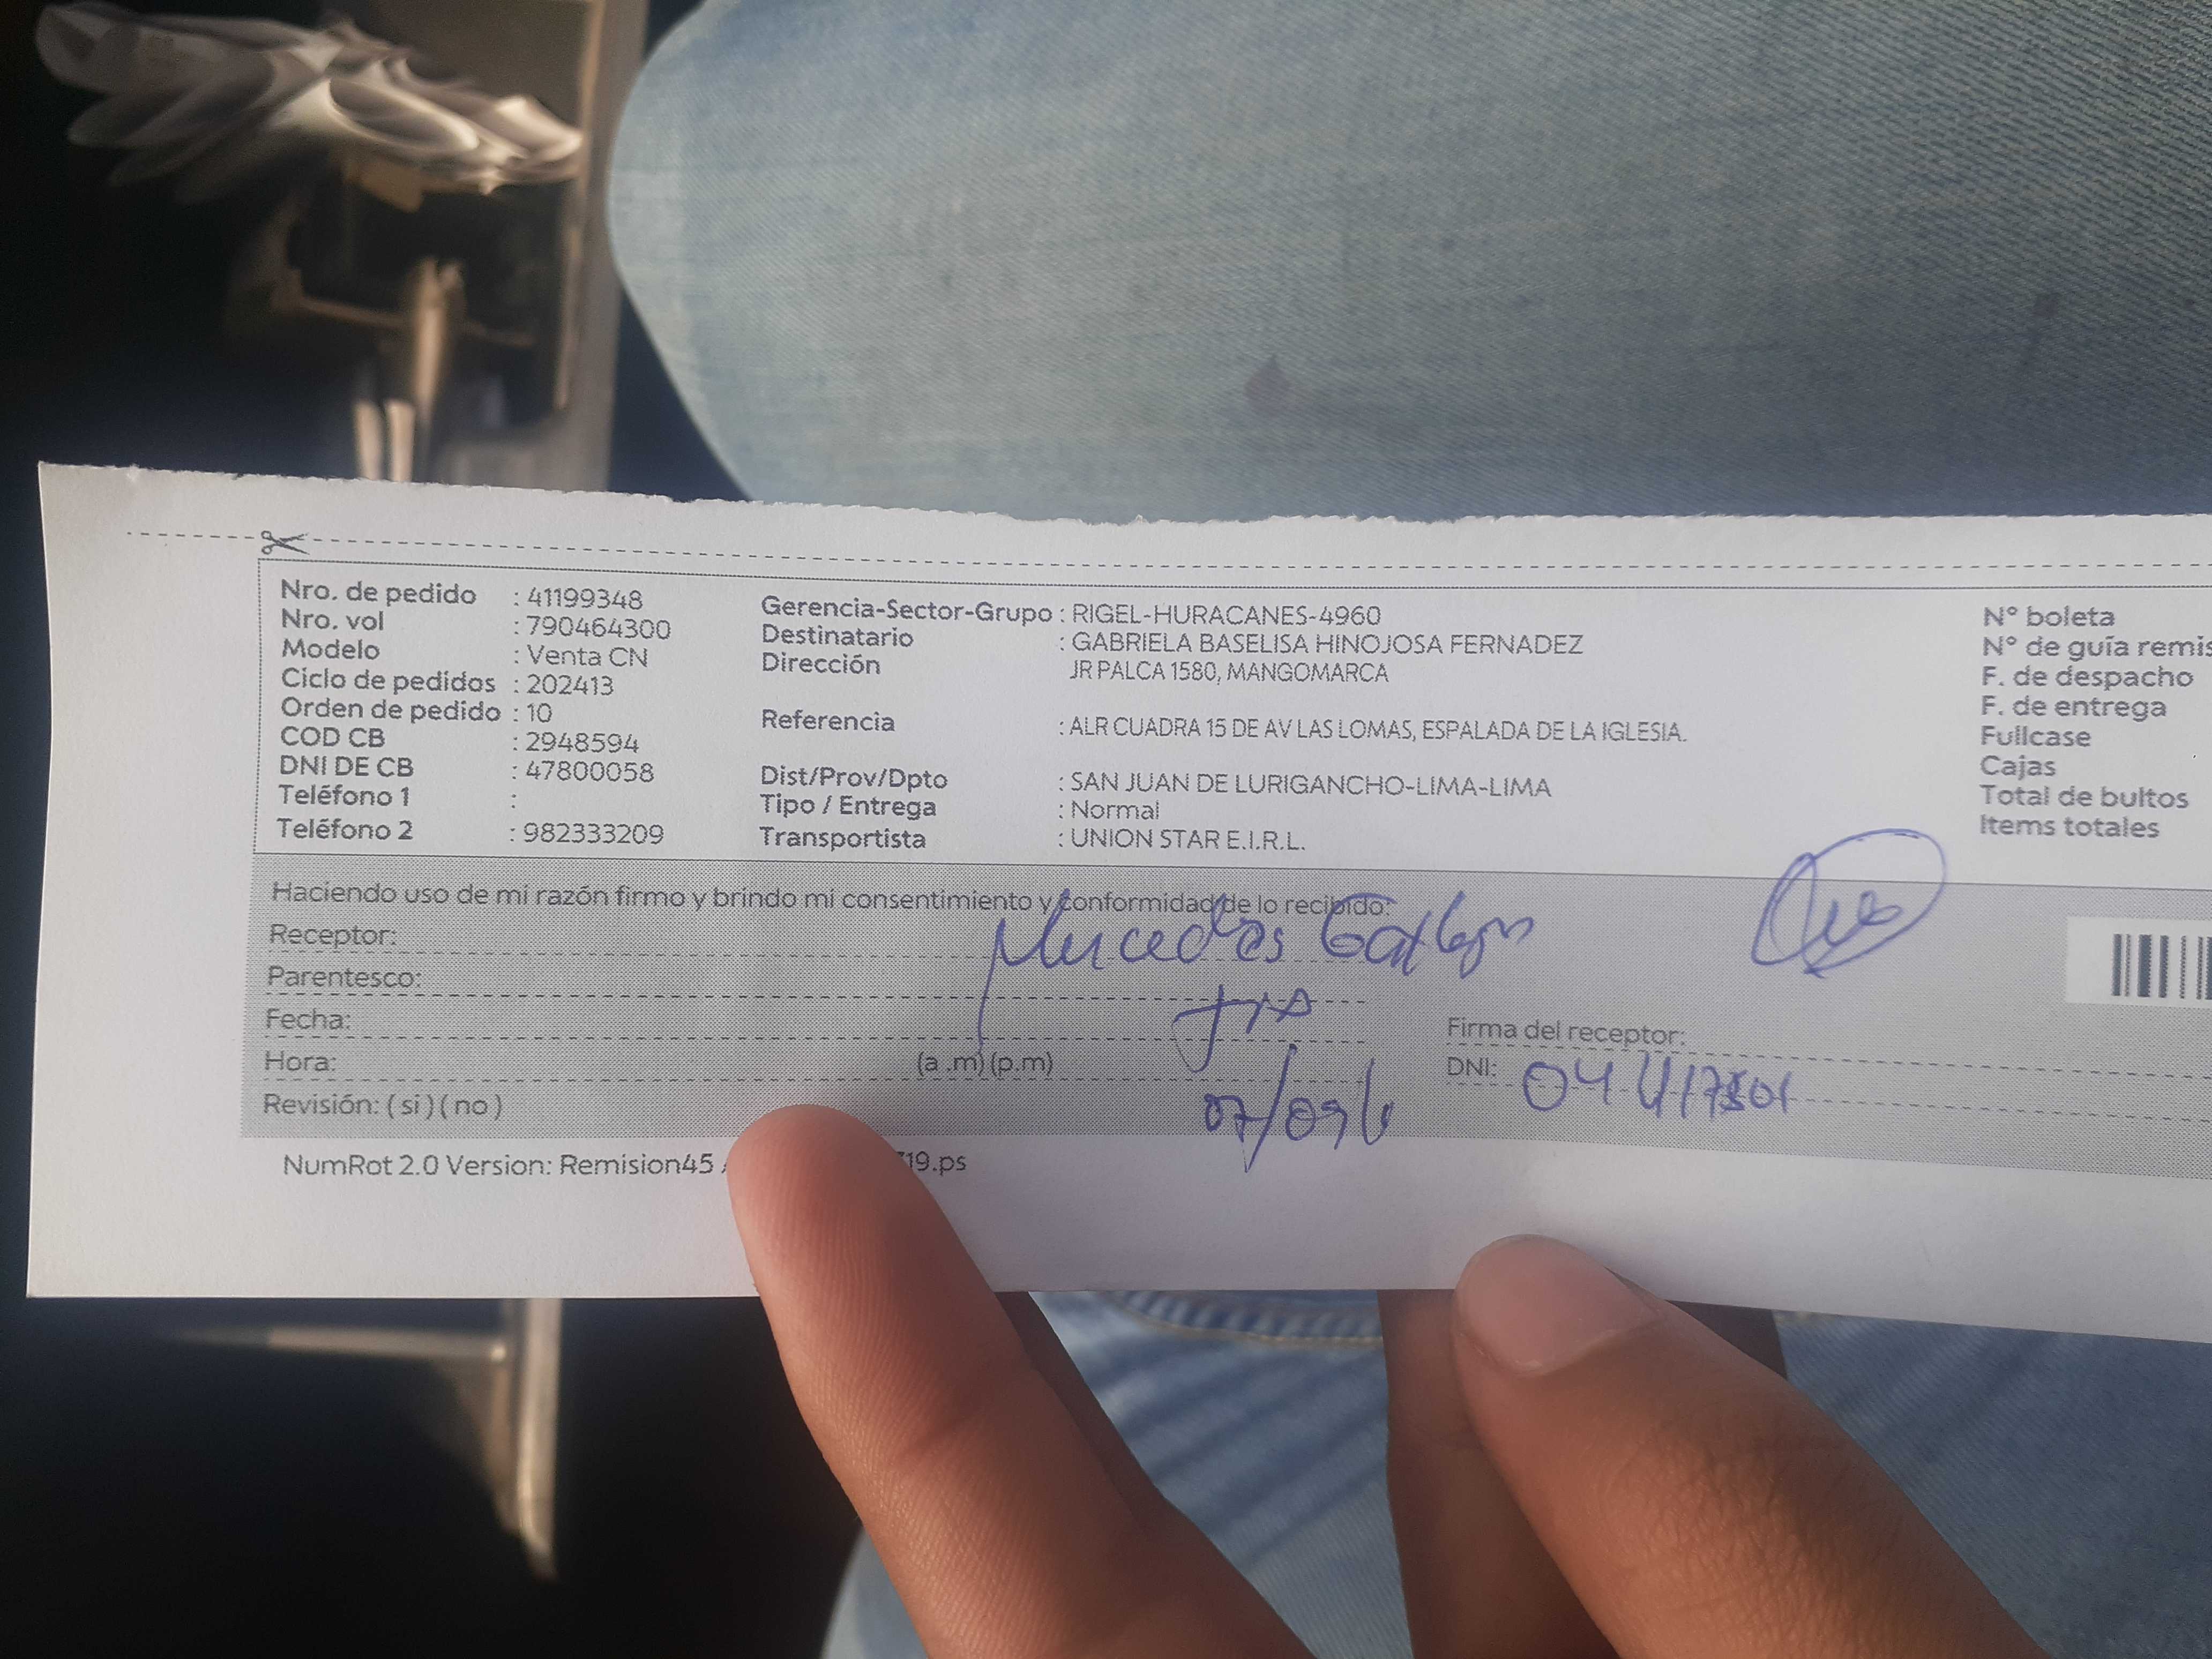 Nro. de pedido : 41199348
Nro. vol : 790464300
Modelo : Venta CN
Ciclo de pedidos : 202413
Orden de pedido : 10
COD CB : 2948594
DNI DE CB : 47800058
Teléfono 1 :
Teléfono 2 : 982333209
Gerencia-Sector-Grupo : RIGEL-HURACANES-4960
Destinatario : GABRIELA BASELISA HINOJOSA FERNADEZ
Dirección JR PALCA 1580, MANGOMARCA
Referencia : ALR CUADRA 15 DE AV LAS LOMAS, ESPALADA DE LA IGLESIA.
Dist/Prov/Dpto : SAN JUAN DE LURIGANCHO-LIMA-LIMA
Tipo / Entrega : Normal
Transportista : UNION STAR E.I.R.L.
N° boleta
N° de guía remis
F. de despacho
F. de entrega
Fullcase
Cajas
Total de bultos
Items totales
Haciendo uso de mi razón firmo y brindo mi consentimiento y conformidad de lo recibido:
Receptor: Mercedes
Parentesco:
Fecha:
Hora: (a .m) (p.m)
Revisión: ( si ) ( no )
Firma del receptor:
DNI:
NumRot 2.0 Version: Remision45 719.ps